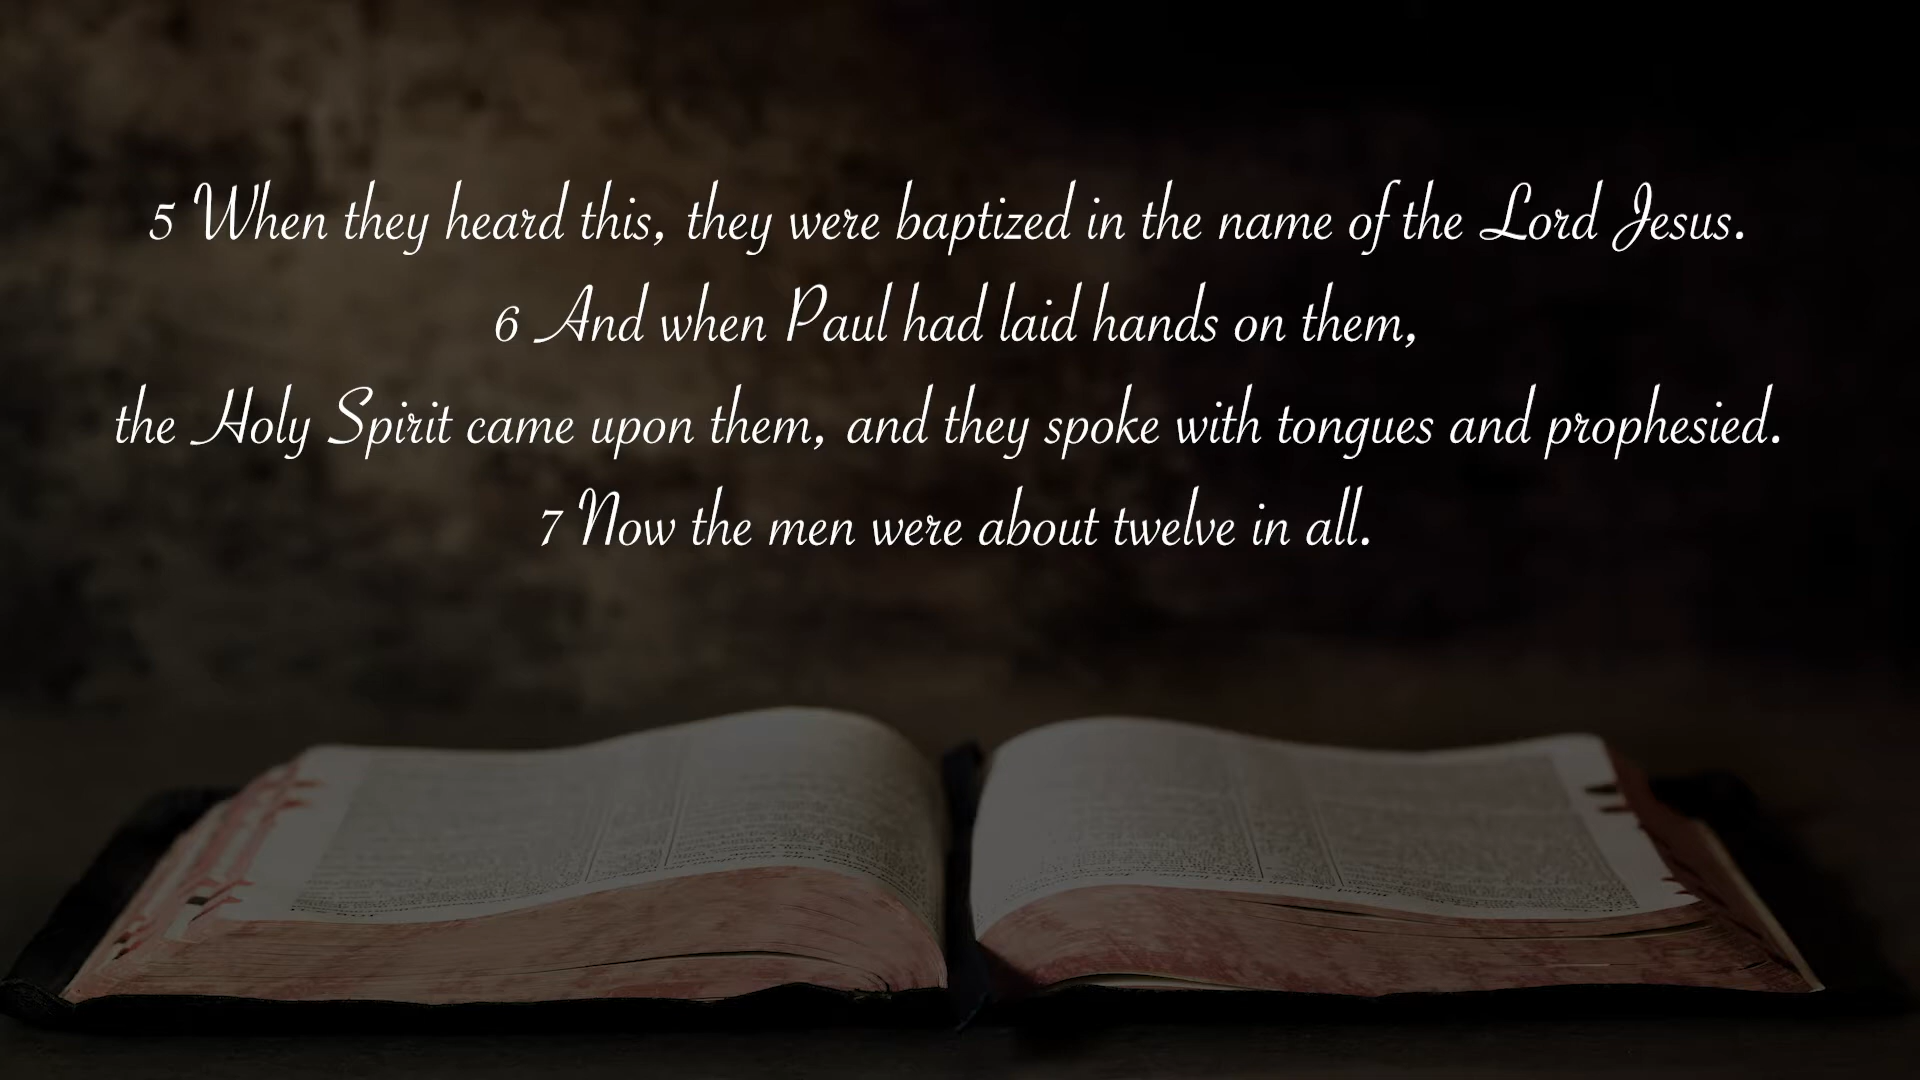 5 When they heard this, they were baptized in the name of the Lord Jesus.
6 And when Paul had laid hands on them,
the Holy Spirit came upon them, and they spoke with tongues and prophesied.
7 Now the men were about twelve in all.